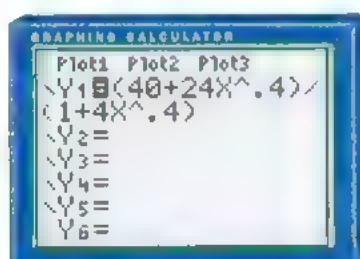 GRAPHING CALCULATOR
Plot1 Plot2 Plot3
\Y1=(40+24X^.4)/
(1+4X^.4)
\Y2=
\Y3=
\Y4=
\Y5=
\Y6=